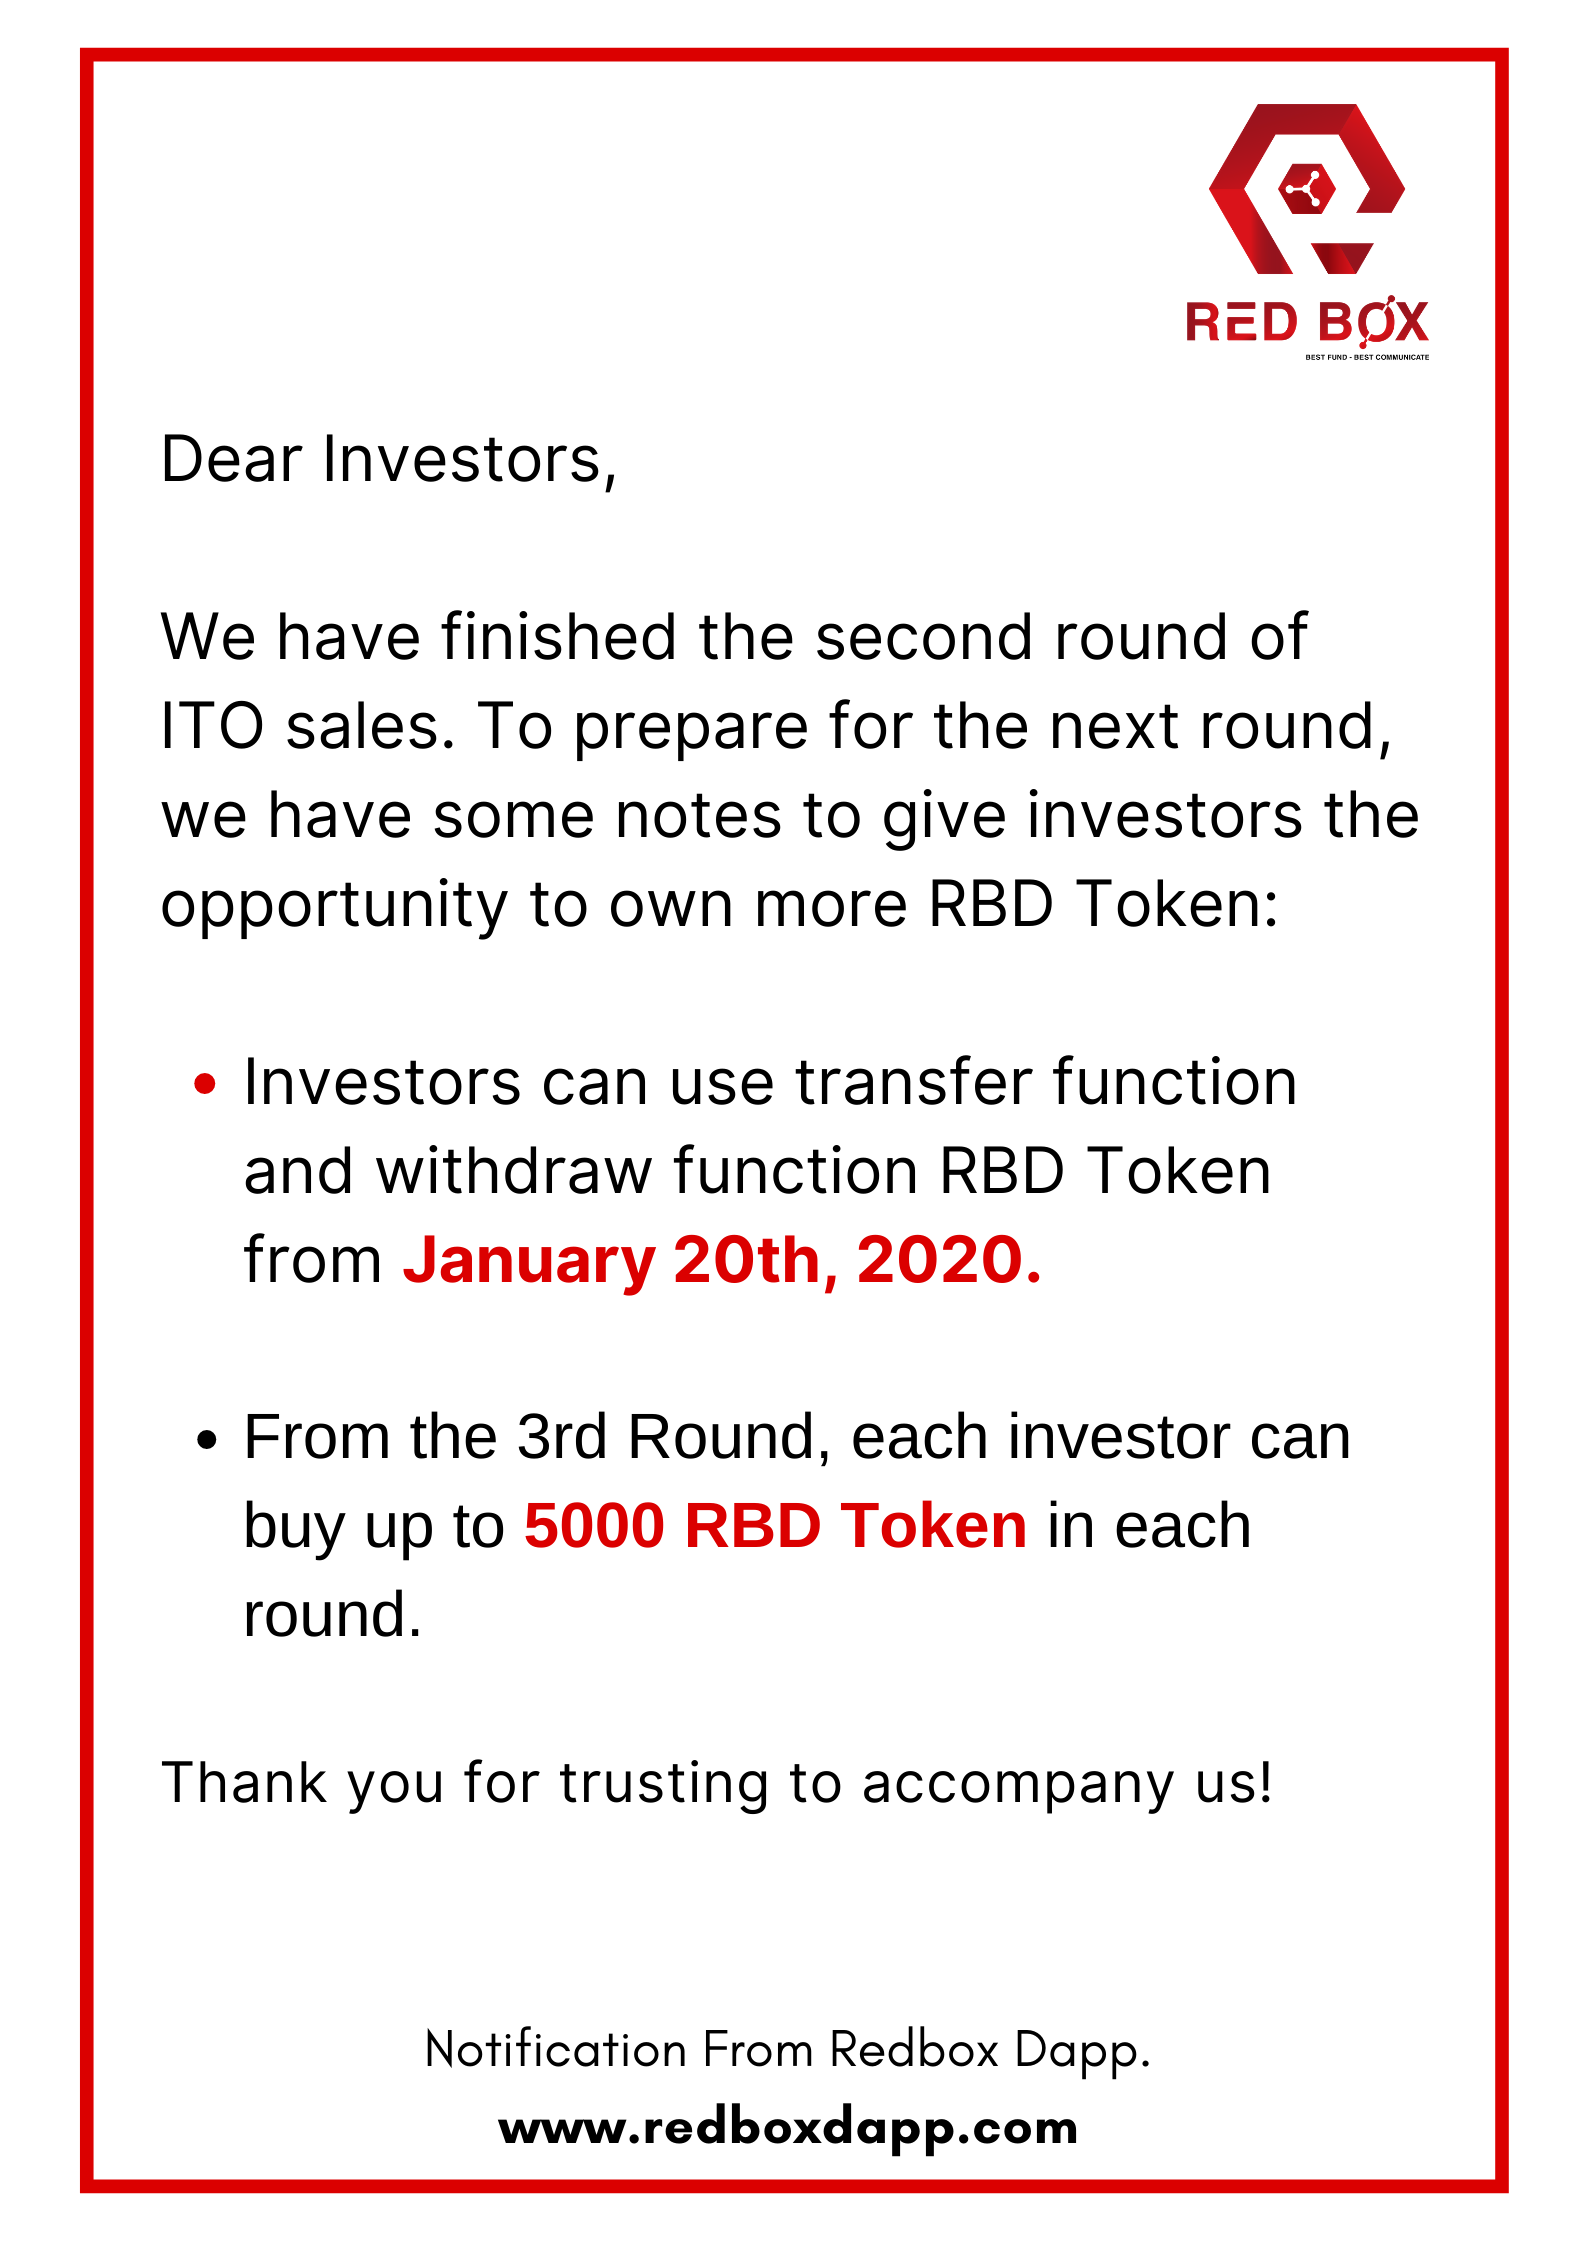 RED BOX
BEST FUND - BEST COMMUNICATE
Dear Investors,
We have finished the second round of
ITO sales. To prepare for the next round,
we have some notes to give investors the
opportunity to own more RBD Token:
• Investors can use transfer function
and withdraw function RBD Token
from January 20th, 2020.
• From the 3rd Round, each investor can
buy up to 5000 RBD Token in each
round.
Thank you for trusting to accompany us!
Notification From Redbox Dapp.
www.redboxdapp.com